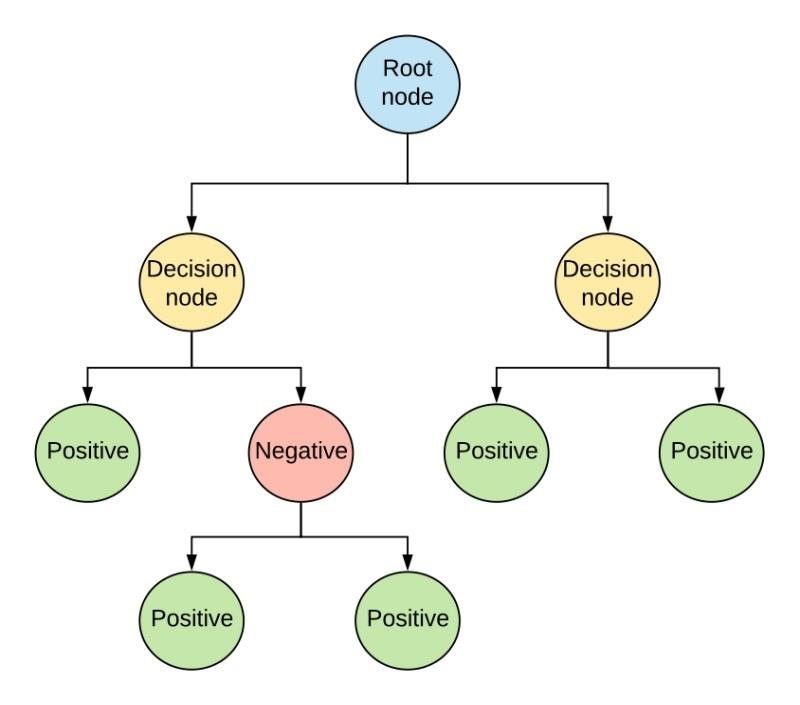 Root
node
Decision
node
Decision
node
Positive
Negative
Positive
Positive
Positive
Positive